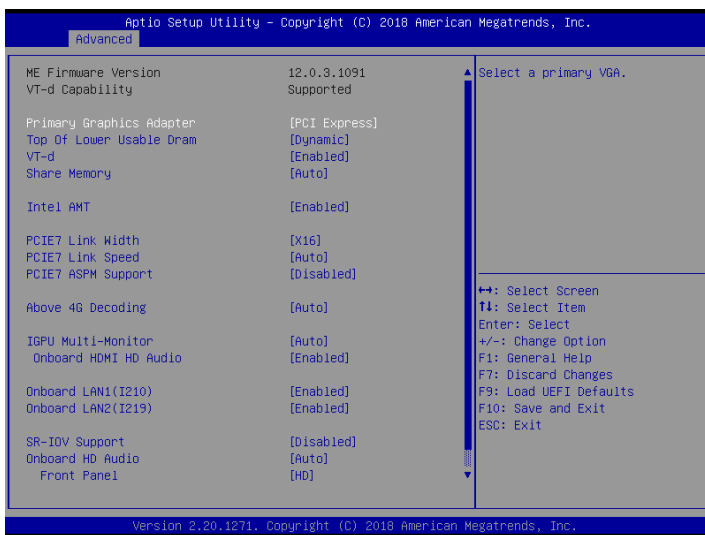 Aptio Setup Utility – Copyright (C) 2018 American Megatrends, Inc.
Advanced
ME Firmware Version 12.0.3.1091
VT-d Capability Supported
Primary Graphics Adapter [PCI Express]
Top Of Lower Usable Dram [Dynamic]
VT-d [Enabled]
Share Memory [Auto]
Intel AMT [Enabled]
PCIE7 Link Width [X16]
PCIE7 Link Speed [Auto]
PCIE7 ASPM Support [Disabled]
Above 4G Decoding [Auto]
IGPU Multi-Monitor [Auto]
Onboard HDMI HD Audio [Enabled]
Onboard LAN1(I210) [Enabled]
Onboard LAN2(I219) [Enabled]
SR-IOV Support [Disabled]
Onboard HD Audio [Auto]
Front Panel [HD]
Select a primary VGA.
↔: Select Screen
↑↓: Select Item
Enter: Select
+/-: Change Option
F1: General Help
F7: Discard Changes
F9: Load UEFI Defaults
F10: Save and Exit
ESC: Exit
Version 2.20.1271. Copyright (C) 2018 American Megatrends, Inc.